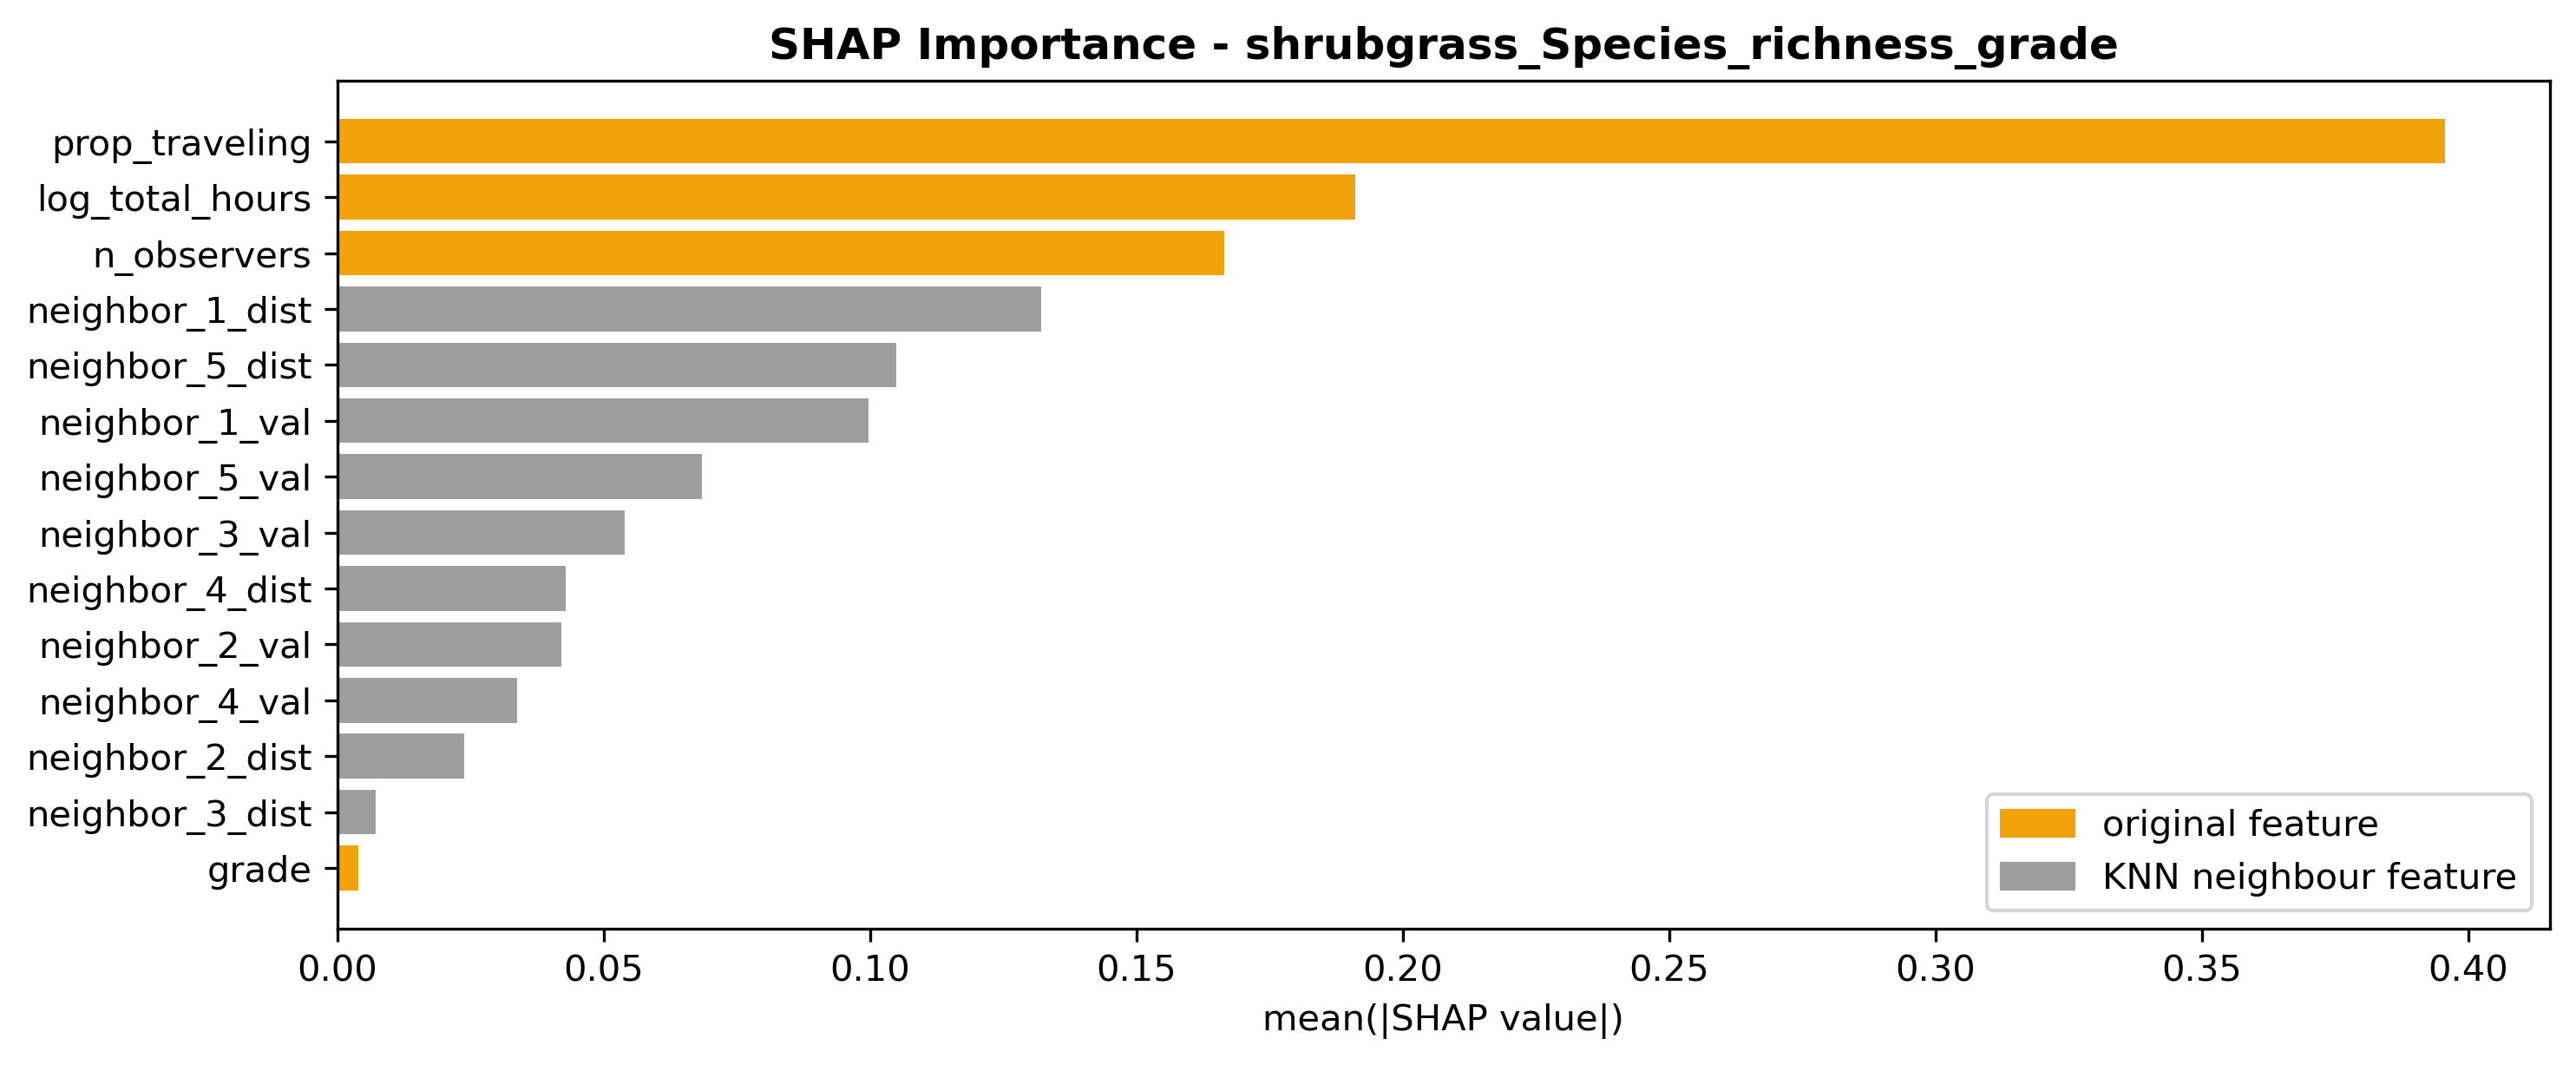 SHAP Importance - shrubgrass_Species_richness_grade
prop_traveling
log_total_hours
n_observers
neighbor_1_dist
neighbor_5_dist
neighbor_1_val
neighbor_5_val
neighbor_3_val
neighbor_4_dist
neighbor_2_val
neighbor_4_val
neighbor_2_dist
neighbor_3_dist
grade
original feature
KNN neighbour feature
0.00 0.05 0.10 0.15 0.20 0.25 0.30 0.35 0.40
mean(|SHAP value|)